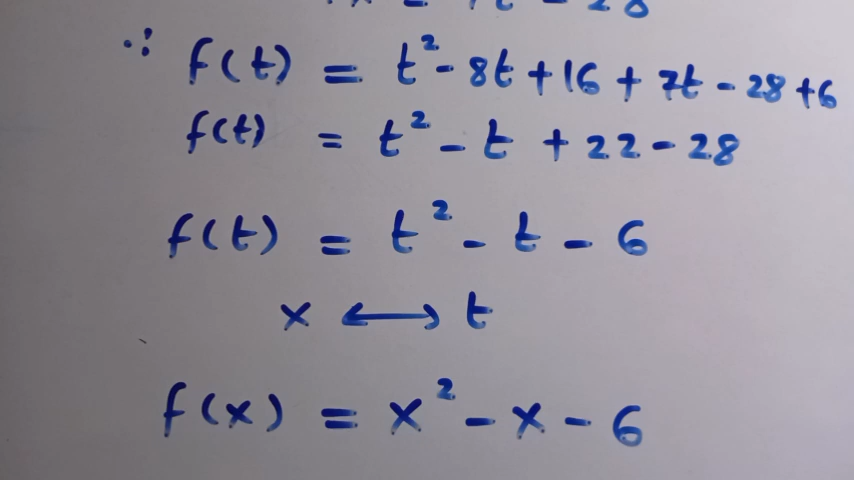 ∴ f(t) = t² - 8t + 16 + 7t - 28 + 6
f(t) = t² - t + 22 - 28
f(t) = t² - t - 6
x ⟷ t
f(x) = x² - x - 6